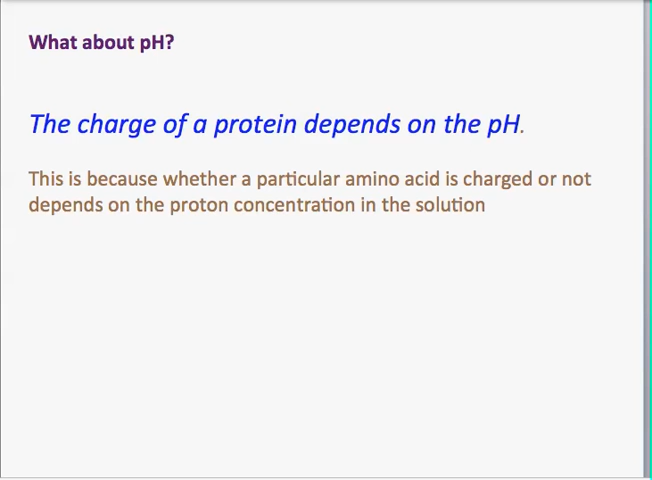 What about pH?
The charge of a protein depends on the pH.
This is because whether a particular amino acid is charged or not
depends on the proton concentration in the solution